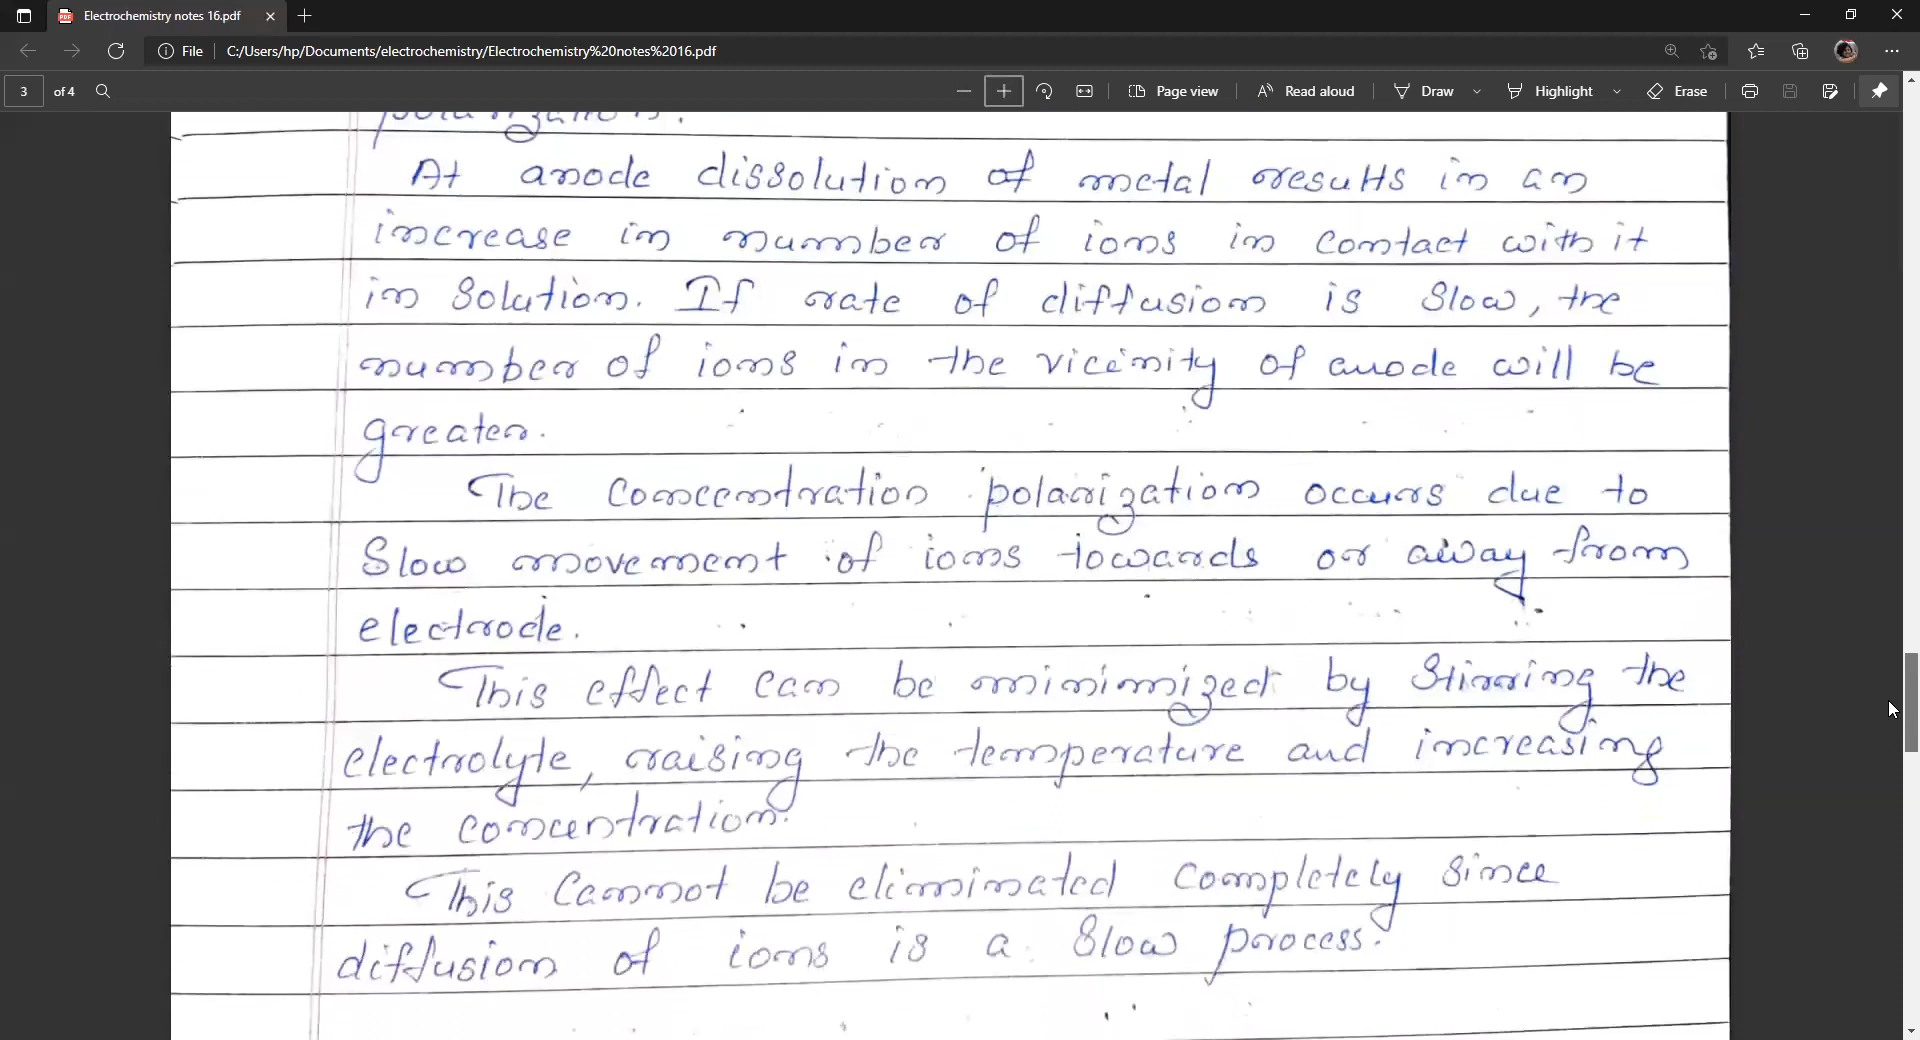 Electrochemistry notes 16.pdf
File
C:/Users/hp/Documents/electrochemistry/Electrochemistry%20notes%2016.pdf
3 of 4
Page view
Read aloud
Draw
Highlight
Erase
At anode dissolution of metal results in an
increase in number of ions in contact with it
in solution. If rate of diffusion is slow, the
number of ions in the vicinity of anode will be
greater.
The concentration polarization occurs due to
slow movement of ions towards or away from
electrode.
This effect can be minimized by stirring the
electrolyte, raising the temperature and increasing
the concentration.
This cannot be eliminated completely since
diffusion of ions is a slow process.